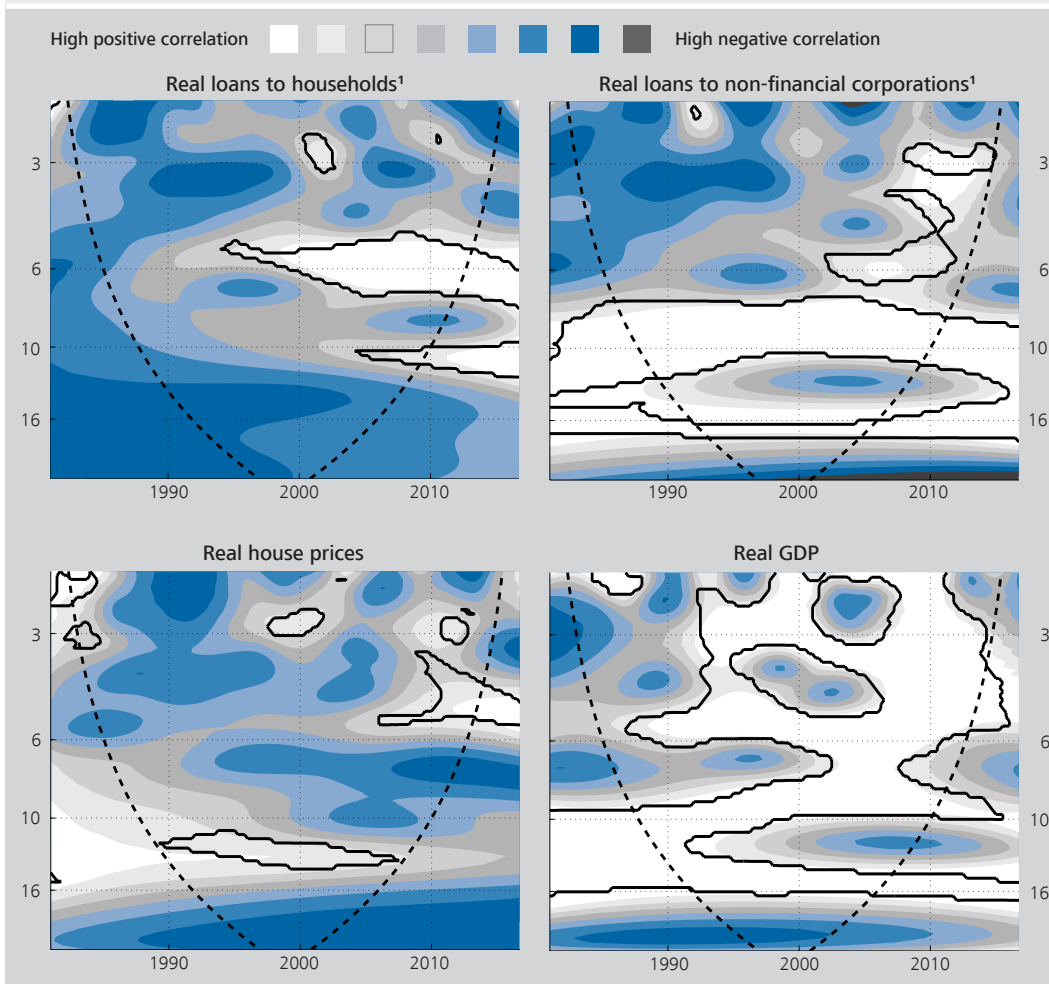 High positive correlation High negative correlation
Real loans to households¹ Real loans to non-financial corporations¹
3 3
6 6
10 10
16 16
1990 2000 2010 1990 2000 2010
Real house prices Real GDP
3 3
6 6
10 10
16 16
1990 2000 2010 1990 2000 2010